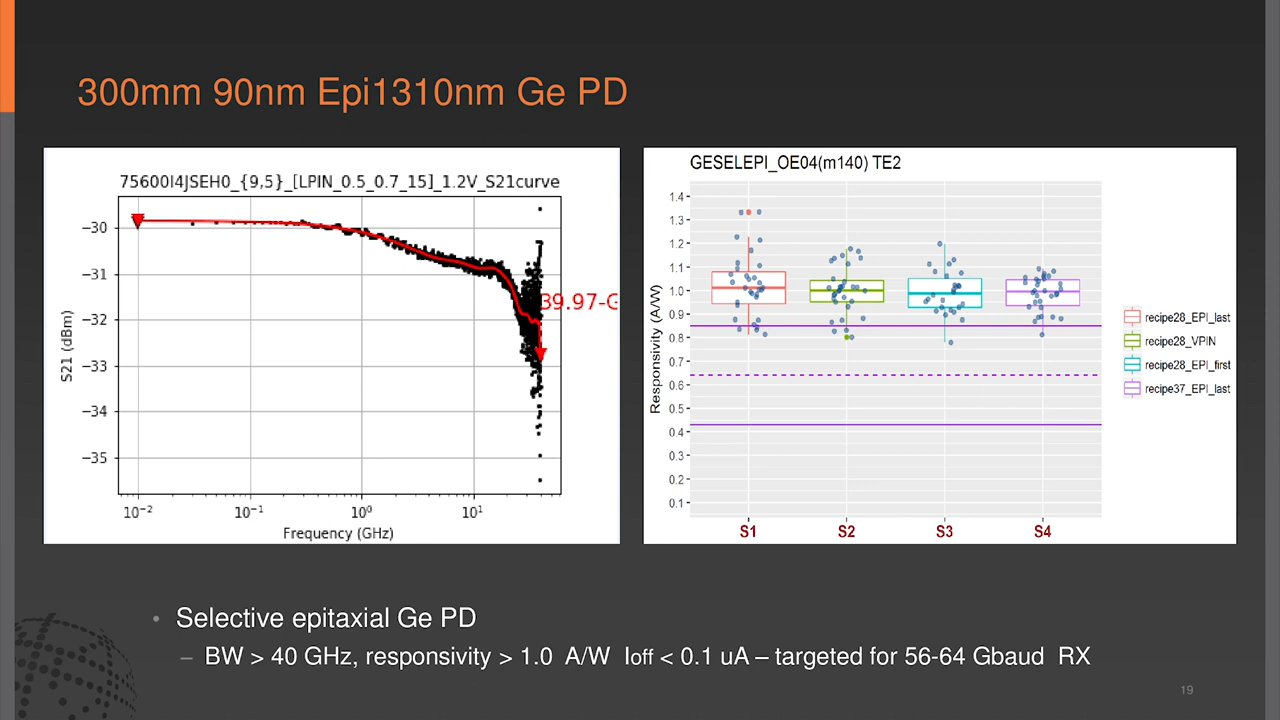 300mm 90nm Epi1310nm Ge PD
75600I4JSEH0_{9,5}_[LPIN_0.5_0.7_15]_1.2V_S21curve
S21 (dBm)
−30
−31
−32
−33
−34
−35
39.97-G
10⁻²
10⁻¹
10⁰
10¹
Frequency (GHz)
GESELEPI_OE04(m140) TE2
Responsivity (A/W)
1.4
1.3
1.2
1.1
1.0
0.9
0.8
0.7
0.6
0.5
0.4
0.3
0.2
0.1
S1
S2
S3
S4
recipe28_EPI_last
recipe28_VPIN
recipe28_EPI_first
recipe37_EPI_last
• Selective epitaxial Ge PD
– BW > 40 GHz, responsivity > 1.0 A/W Ioff < 0.1 uA – targeted for 56-64 Gbaud RX
19